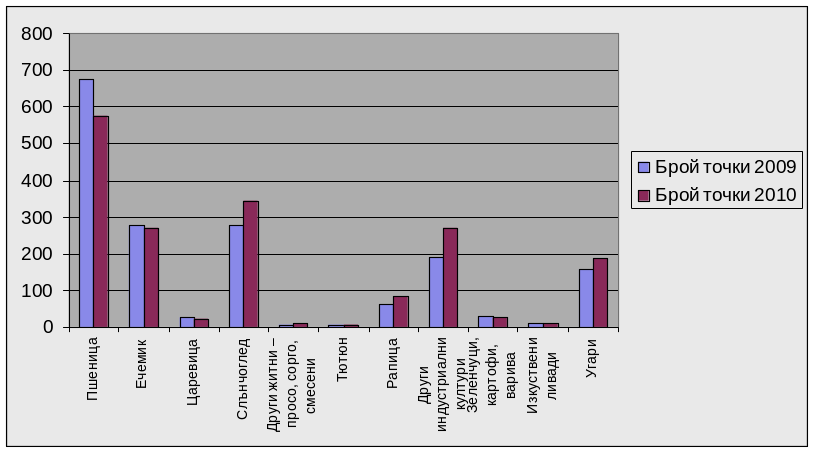 800
700
600
500
400
300
200
100
0
Пшеница
Ечемик
Царевица
Слънчоглед
Други житни –
просо, сорго,
смесени
Тютюн
Рапица
Други
индустриални
култури
Зеленчуци,
картофи,
варива
Изкуствени
ливади
Угари
Брой точки 2009
Брой точки 2010